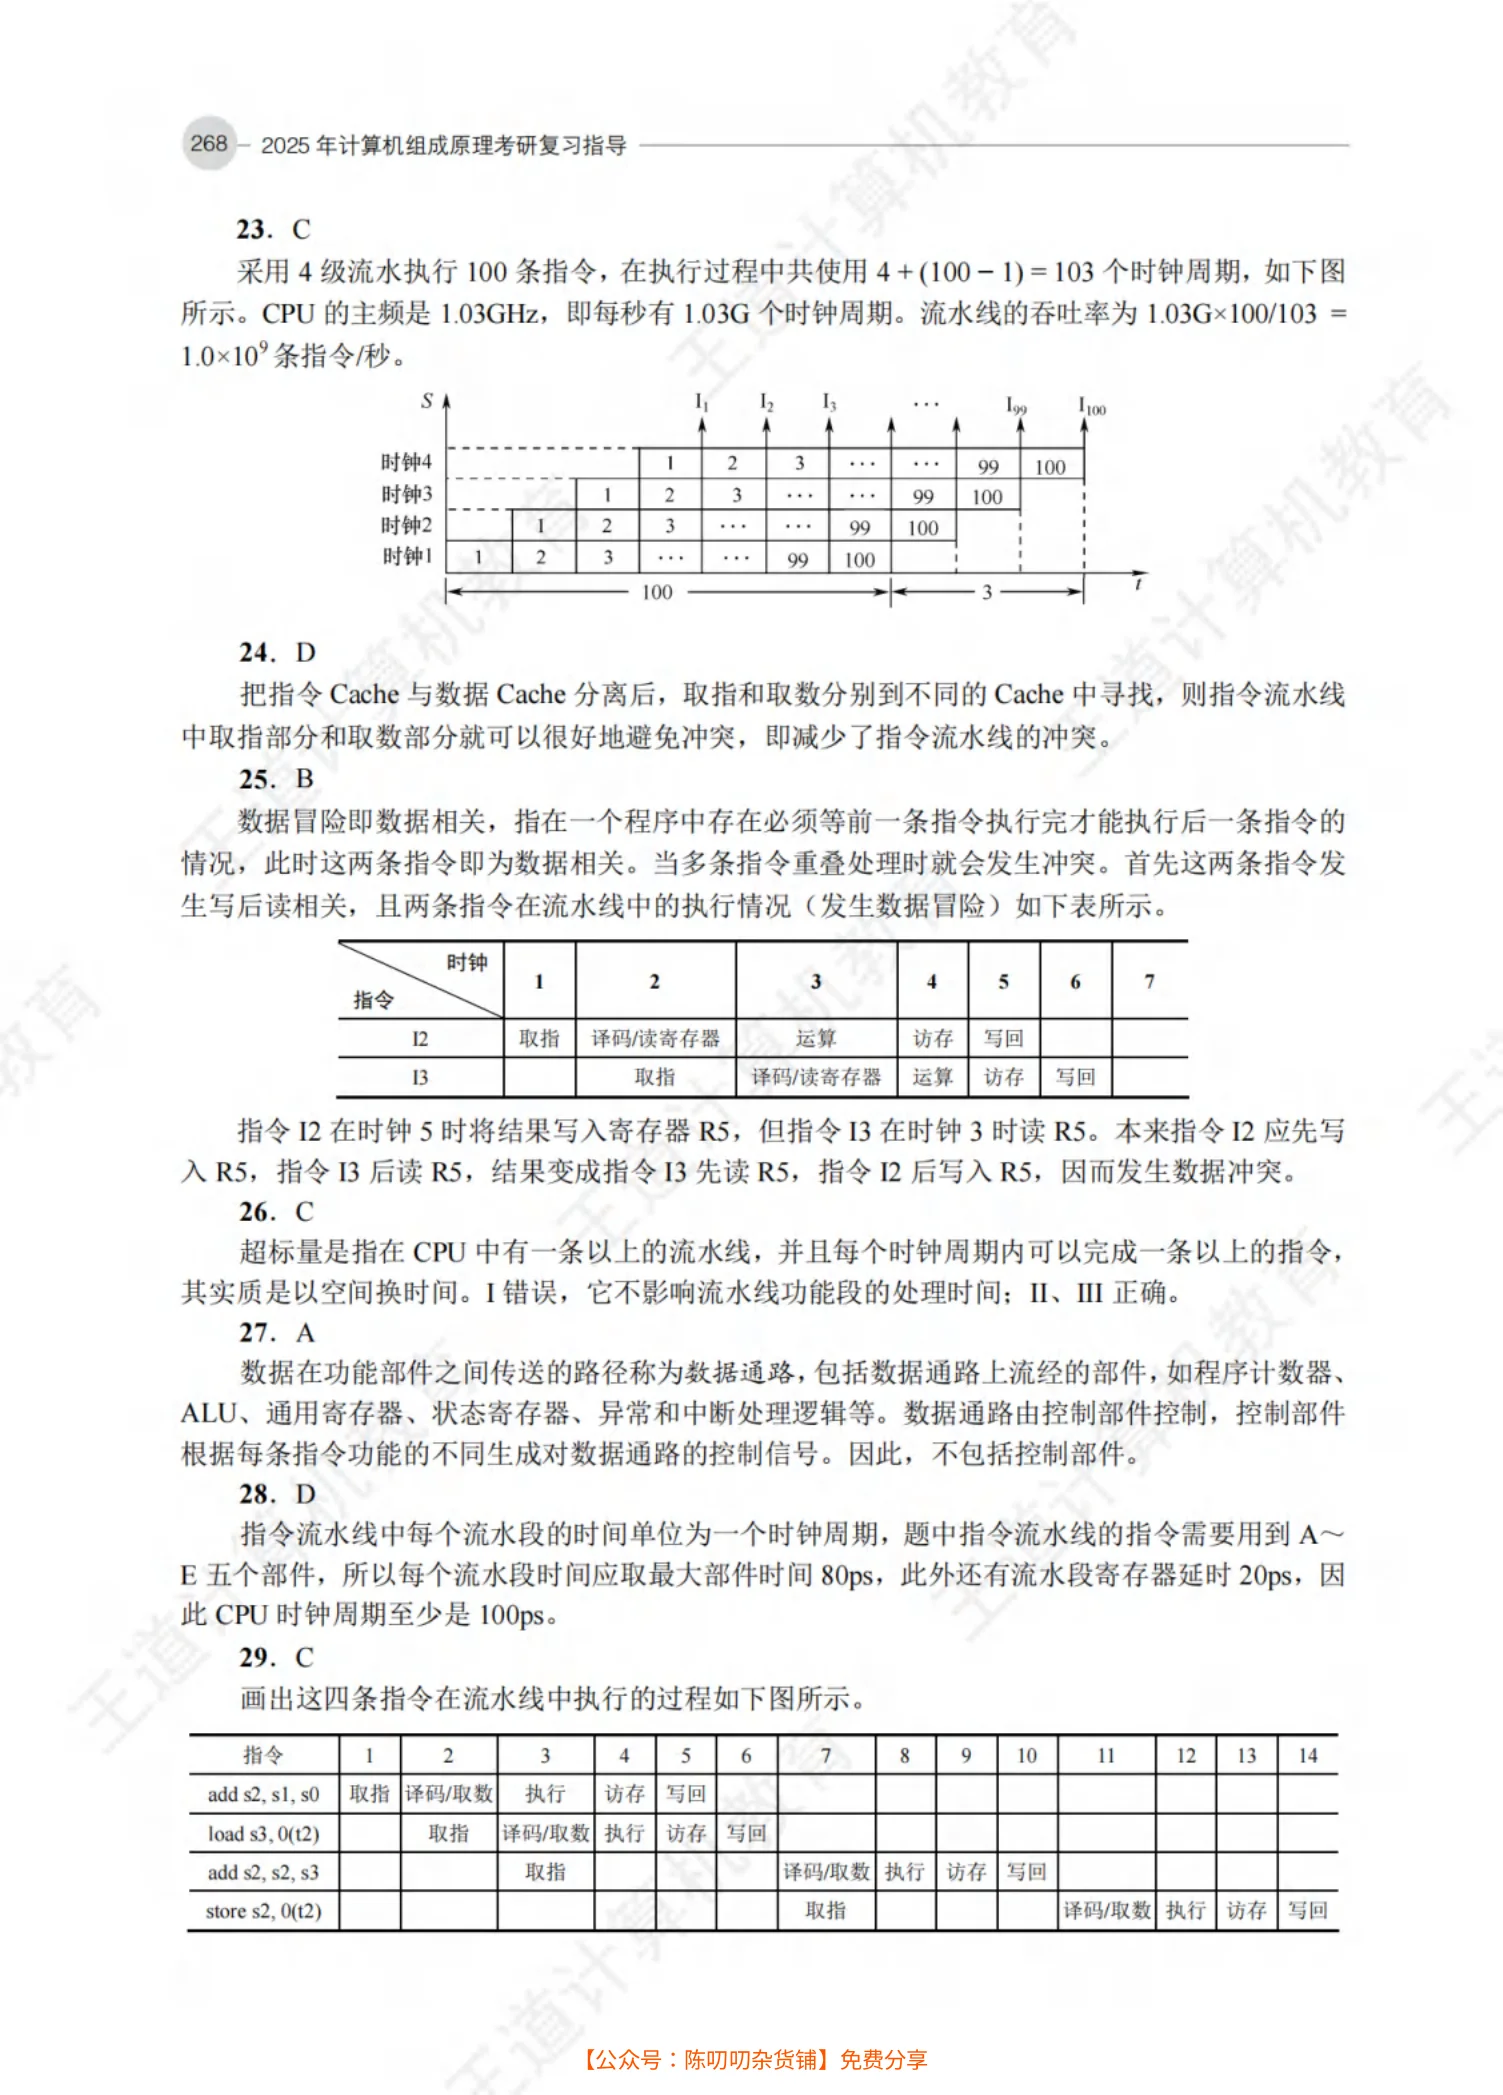 268 2025 年计算机组成原理考研复习指导
23. C
采用 4 级流水执行 100 条指令，在执行过程中共使用 4 + (100 − 1) = 103 个时钟周期，如下图
所示。CPU 的主频是 1.03GHz，即每秒有 1.03G 个时钟周期。流水线的吞吐率为 1.03G×100/103 =
1.0×10⁹ 条指令/秒。
S I₁ I₂ I₃ ··· I₉₉ I₁₀₀
时钟4 1 2 3 ··· ··· 99 100
时钟3 1 2 3 ··· ··· 99 100
时钟2 1 2 3 ··· ··· 99 100
时钟1 1 2 3 ··· ··· 99 100
100 3 t
24. D
把指令 Cache 与数据 Cache 分离后，取指和取数分别到不同的 Cache 中寻找，则指令流水线
中取指部分和取数部分就可以很好地避免冲突，即减少了指令流水线的冲突。
25. B
数据冒险即数据相关，指在一个程序中存在必须等前一条指令执行完才能执行后一条指令的
情况，此时这两条指令即为数据相关。当多条指令重叠处理时就会发生冲突。首先这两条指令发
生写后读相关，且两条指令在流水线中的执行情况（发生数据冒险）如下表所示。
时钟
指令 1 2 3 4 5 6 7
I2 取指 译码/读寄存器 运算 访存 写回
I3 取指 译码/读寄存器 运算 访存 写回
指令 I2 在时钟 5 时将结果写入寄存器 R5，但指令 I3 在时钟 3 时读 R5。本来指令 I2 应先写
入 R5，指令 I3 后读 R5，结果变成指令 I3 先读 R5，指令 I2 后写入 R5，因而发生数据冲突。
26. C
超标量是指在 CPU 中有一条以上的流水线，并且每个时钟周期内可以完成一条以上的指令，
其实质是以空间换时间。I 错误，它不影响流水线功能段的处理时间；II、III 正确。
27. A
数据在功能部件之间传送的路径称为数据通路，包括数据通路上流经的部件，如程序计数器、
ALU、通用寄存器、状态寄存器、异常和中断处理逻辑等。数据通路由控制部件控制，控制部件
根据每条指令功能的不同生成对数据通路的控制信号。因此，不包括控制部件。
28. D
指令流水线中每个流水段的时间单位为一个时钟周期，题中指令流水线的指令需要用到 A～
E 五个部件，所以每个流水段时间应取最大部件时间 80ps，此外还有流水段寄存器延时 20ps，因
此 CPU 时钟周期至少是 100ps。
29. C
画出这四条指令在流水线中执行的过程如下图所示。
指令 1 2 3 4 5 6 7 8 9 10 11 12 13 14
add s2, s1, s0 取指 译码/取数 执行 访存 写回
load s3, 0(t2) 取指 译码/取数 执行 访存 写回
add s2, s2, s3 取指 译码/取数 执行 访存 写回
store s2, 0(t2) 取指 译码/取数 执行 访存 写回
【公众号：陈叨叨杂货铺】免费分享